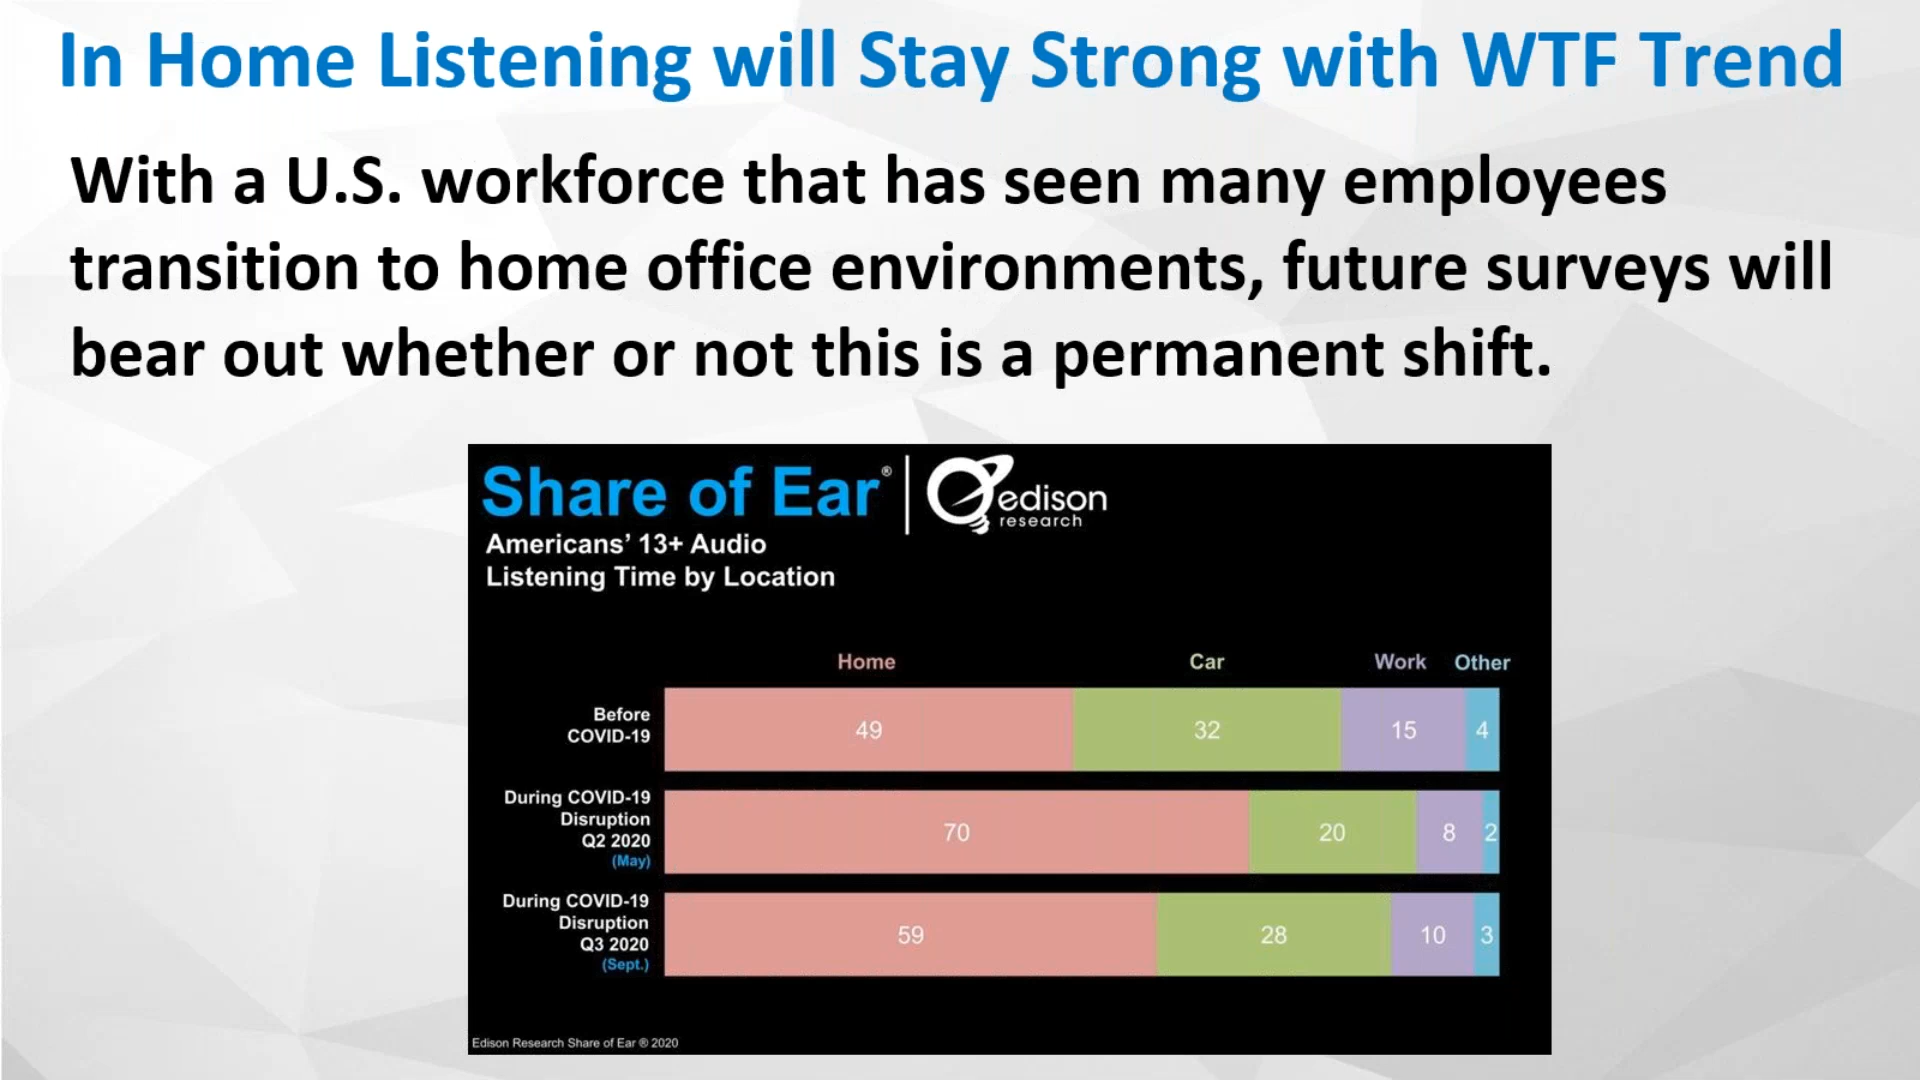 In Home Listening will Stay Strong with WTF Trend
With a U.S. workforce that has seen many employees
transition to home office environments, future surveys will
bear out whether or not this is a permanent shift.
Share of Ear®
edison
research
Americans’ 13+ Audio
Listening Time by Location
Home Car Work Other
Before
COVID-19
49 32 15 4
During COVID-19
Disruption
Q2 2020
(May)
70 20 8 2
During COVID-19
Disruption
Q3 2020
(Sept.)
59 28 10 3
Edison Research Share of Ear ® 2020